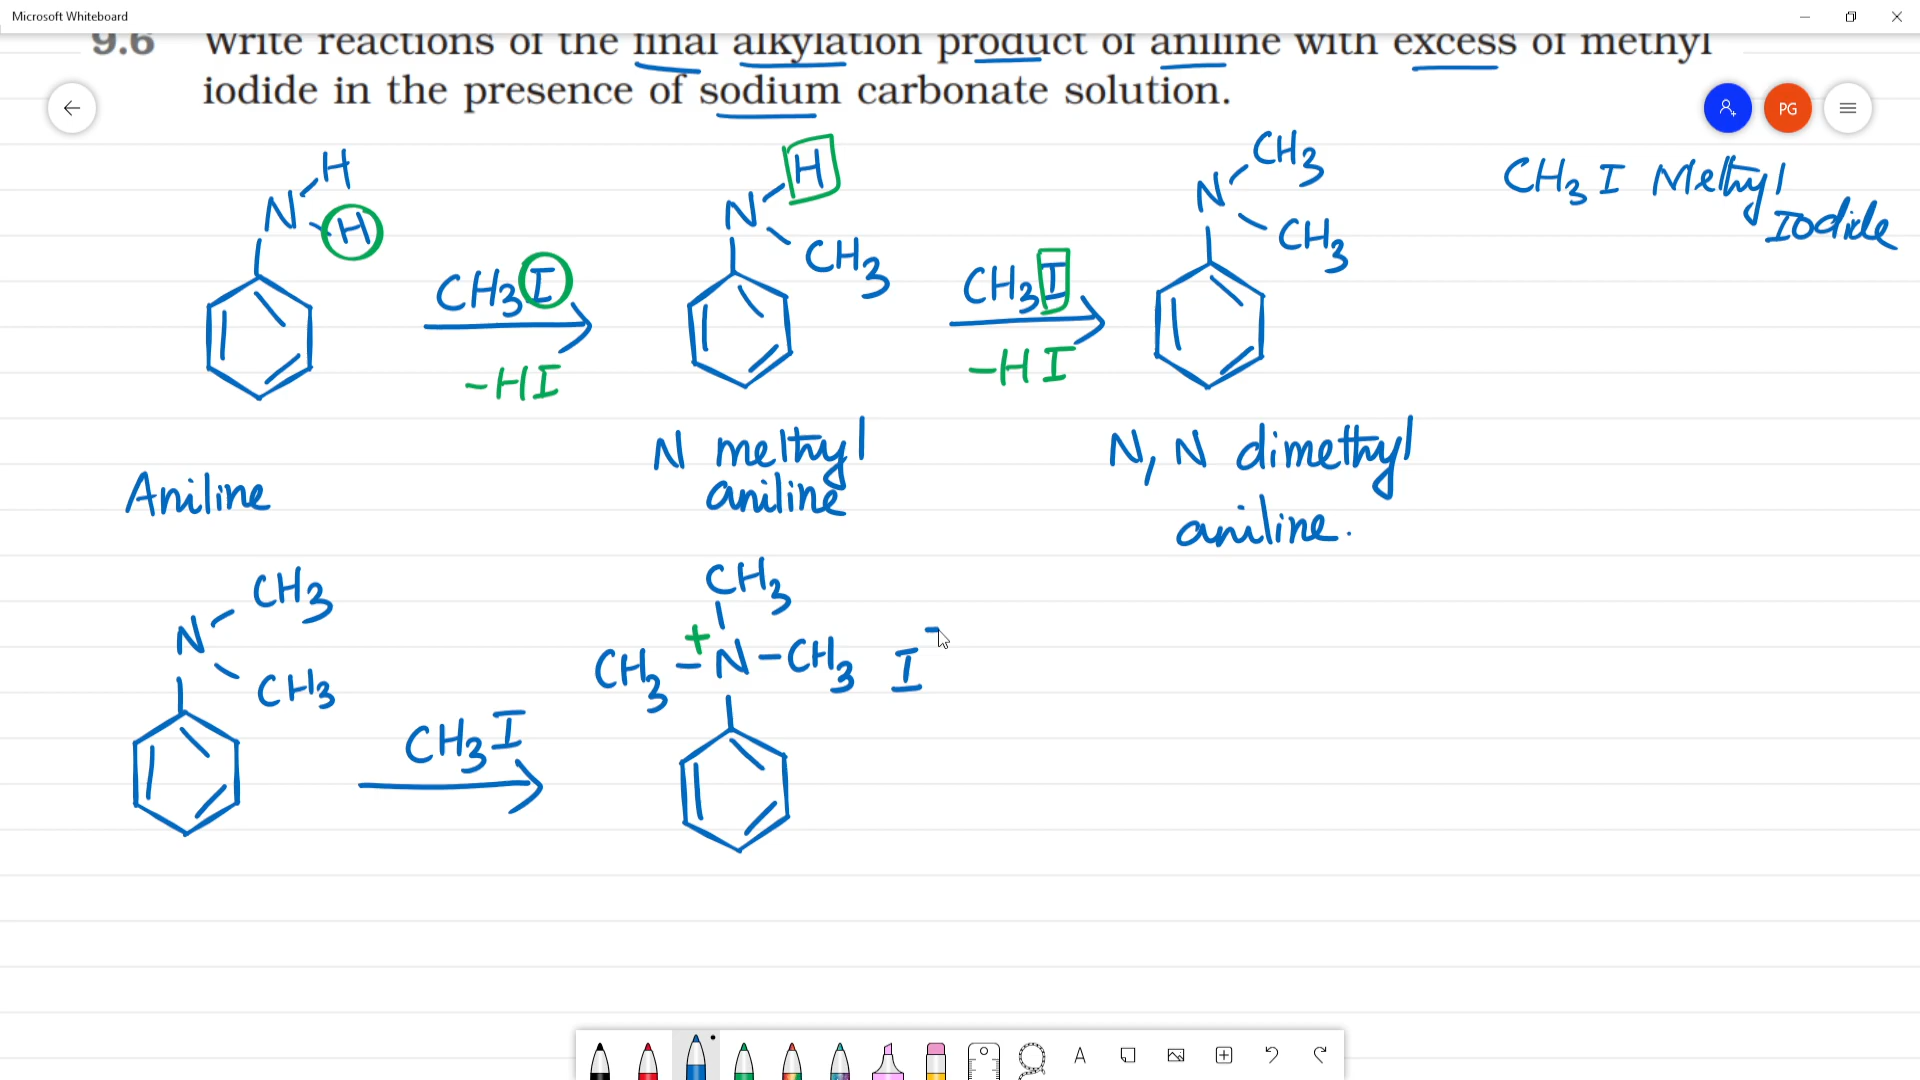 Microsoft Whiteboard
9.6 Write reactions of the final alkylation product of aniline with excess of methyl
iodide in the presence of sodium carbonate solution.
PG
H
N
H
CH3I
-HI
H
N
CH3
CH3I
-HI
CH3
N
CH3
CH3 I Methyl
Iodide
Aniline
N methyl
aniline
N, N dimethyl
aniline.
CH3
N
CH3
CH3I
CH3
+
CH3 - N - CH3 I -
A